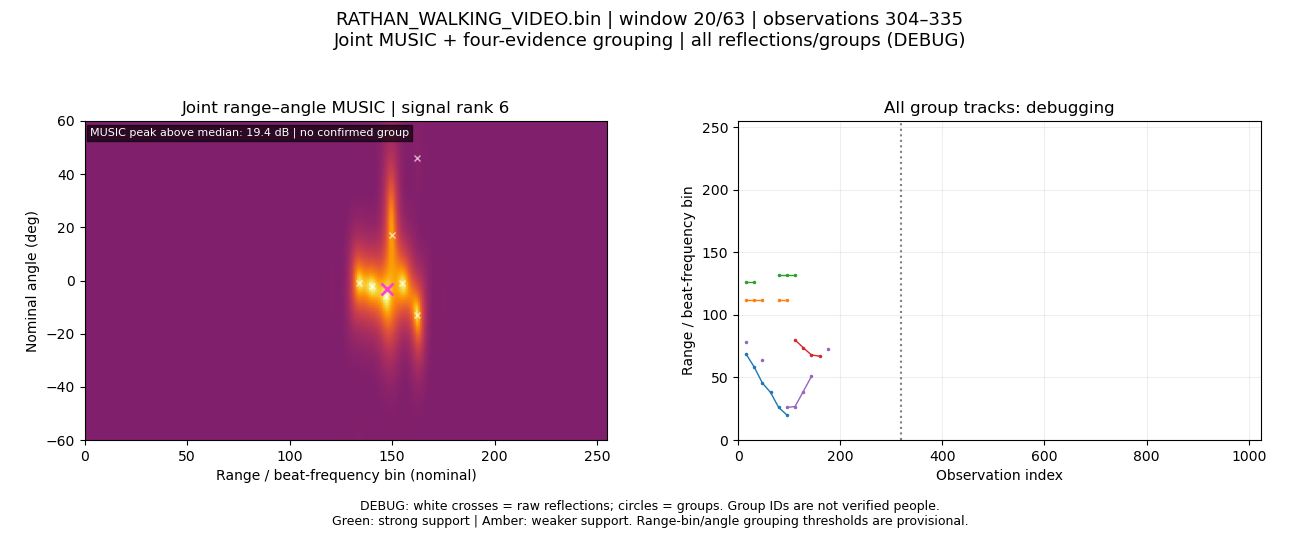 RATHAN_WALKING_VIDEO.bin | window 20/63 | observations 304–335
Joint MUSIC + four-evidence grouping | all reflections/groups (DEBUG)
Joint range–angle MUSIC | signal rank 6
MUSIC peak above median: 19.4 dB | no confirmed group
60
40
20
0
−20
−40
−60
Nominal angle (deg)
0
50
100
150
200
250
Range / beat-frequency bin (nominal)
All group tracks: debugging
250
200
150
100
50
0
Range / beat-frequency bin
0
200
400
600
800
1000
Observation index
DEBUG: white crosses = raw reflections; circles = groups. Group IDs are not verified people.
Green: strong support | Amber: weaker support. Range-bin/angle grouping thresholds are provisional.